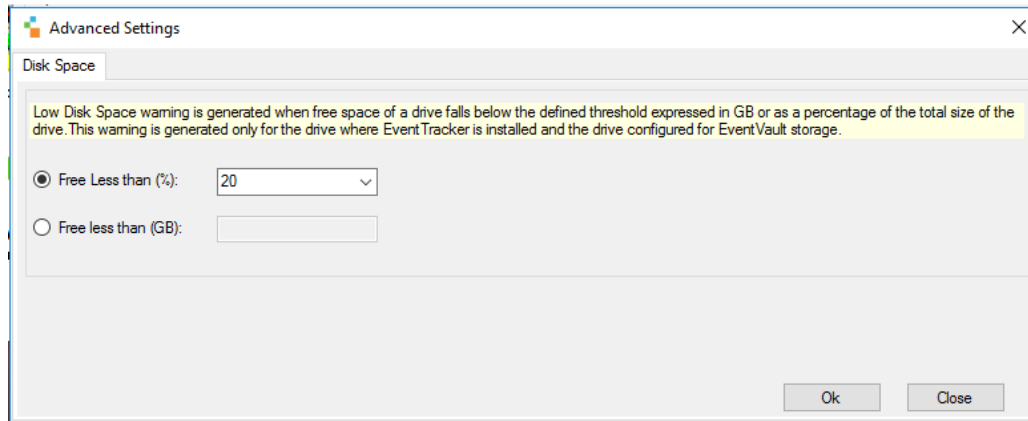 Advanced Settings
Disk Space
Low Disk Space warning is generated when free space of a drive falls below the defined threshold expressed in GB or as a percentage of the total size of the
drive.This warning is generated only for the drive where EventTracker is installed and the drive configured for EventVault storage.
Free Less than (%): 20
Free less than (GB):
Ok Close